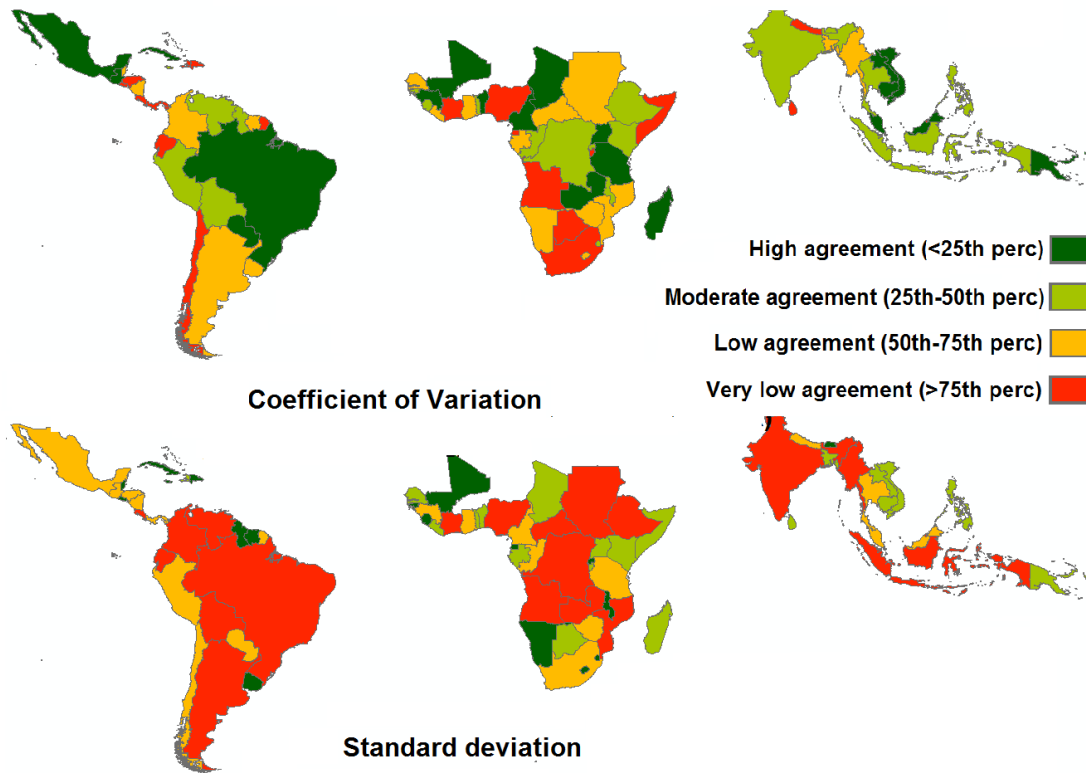 High agreement (<25th perc)
Moderate agreement (25th-50th perc)
Low agreement (50th-75th perc)
Very low agreement (>75th perc)
Coefficient of Variation
Standard deviation